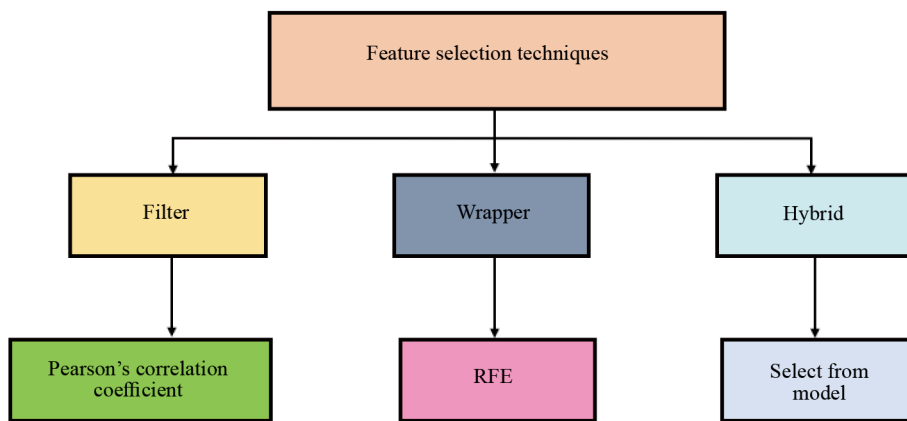 Feature selection techniques
Filter
Wrapper
Hybrid
Pearson’s correlation
coefficient
RFE
Select from
model